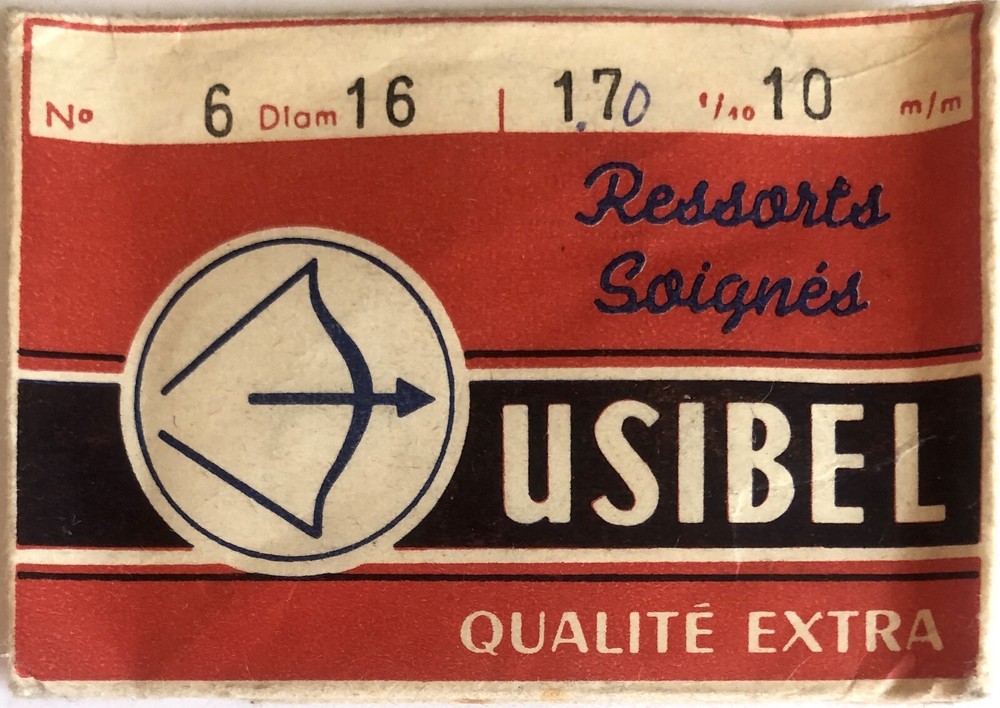 No 6 Diam 16 | 1.70 1/10 10 m/m
Ressorts
Soignés
USIBEL
QUALITÉ EXTRA